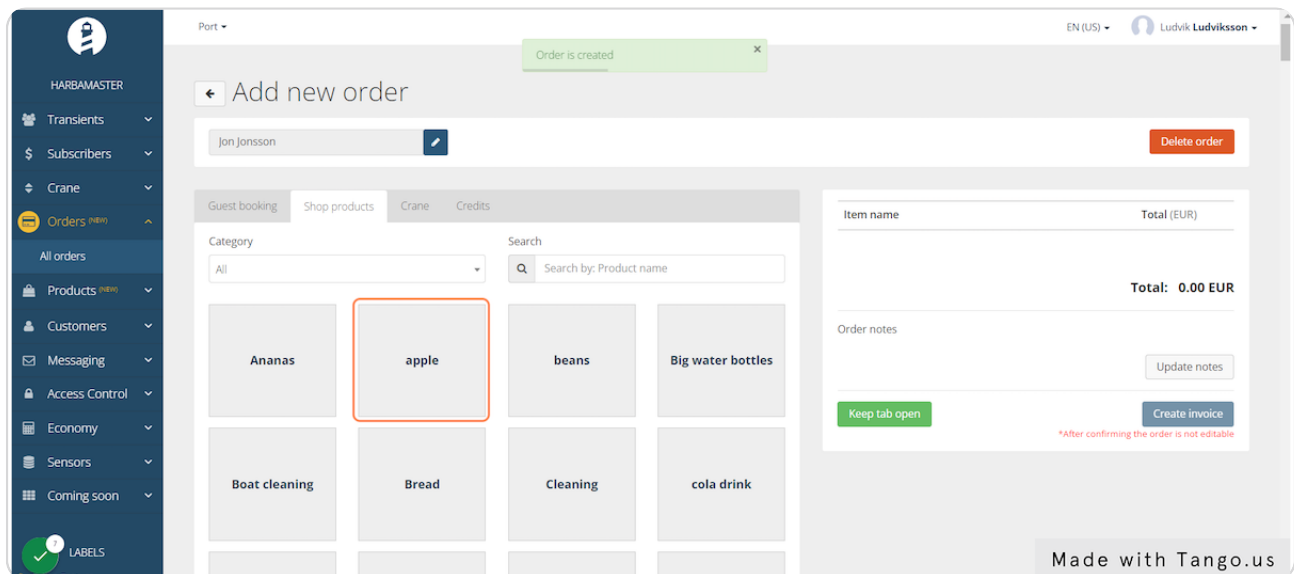 Port
EN (US)
Ludvik Ludviksson
Order is created
×
HARBAMASTER
Transients
Subscribers
Crane
Orders (NEW)
All orders
Products (NEW)
Customers
Messaging
Access Control
Economy
Sensors
Coming soon
7
LABELS
Add new order
Jon Jonsson
Delete order
Guest booking
Shop products
Crane
Credits
Category
Search
All
Search by: Product name
Ananas
apple
beans
Big water bottles
Boat cleaning
Bread
Cleaning
cola drink
Item name
Total (EUR)
Total: 0.00 EUR
Order notes
Update notes
Keep tab open
Create invoice
*After confirming the order is not editable
Made with Tango.us